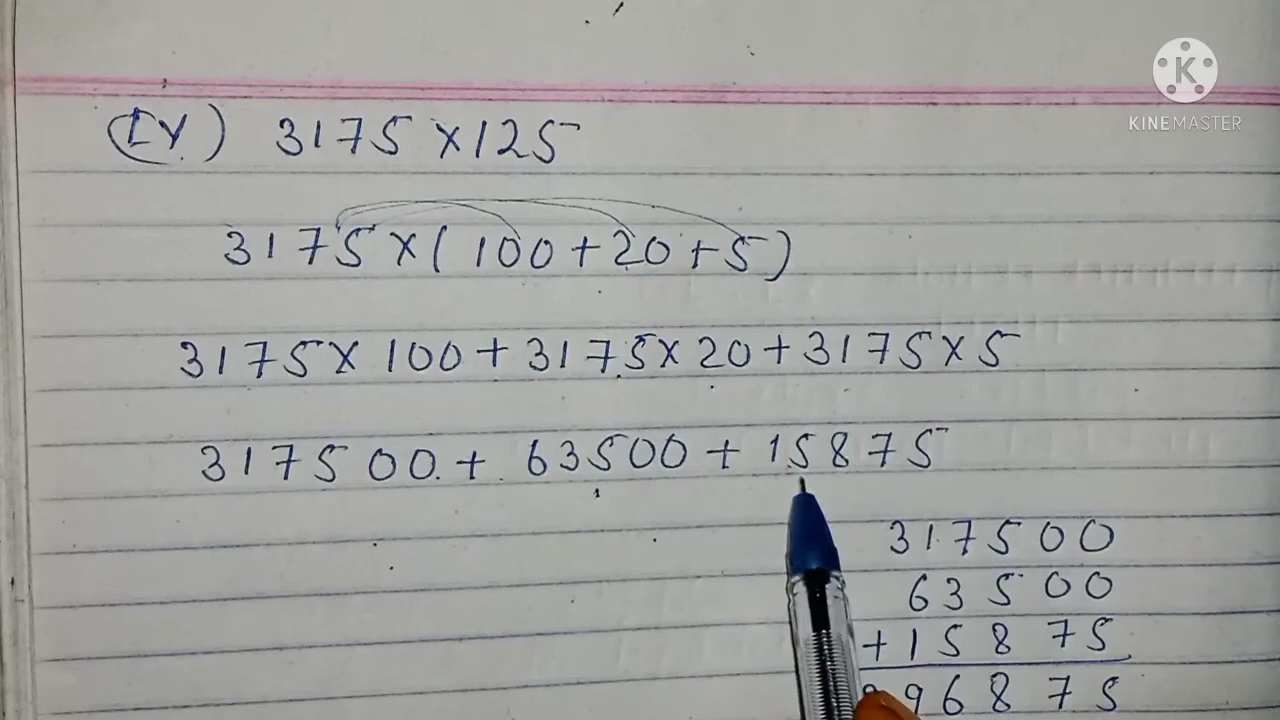 KINEMASTER
(iv) 3175 × 125
3175 × ( 100 + 20 + 5 )
3175 × 100 + 3175 × 20 + 3175 × 5
317500 + 63500 + 15875
317500
63500
+ 15875
96875